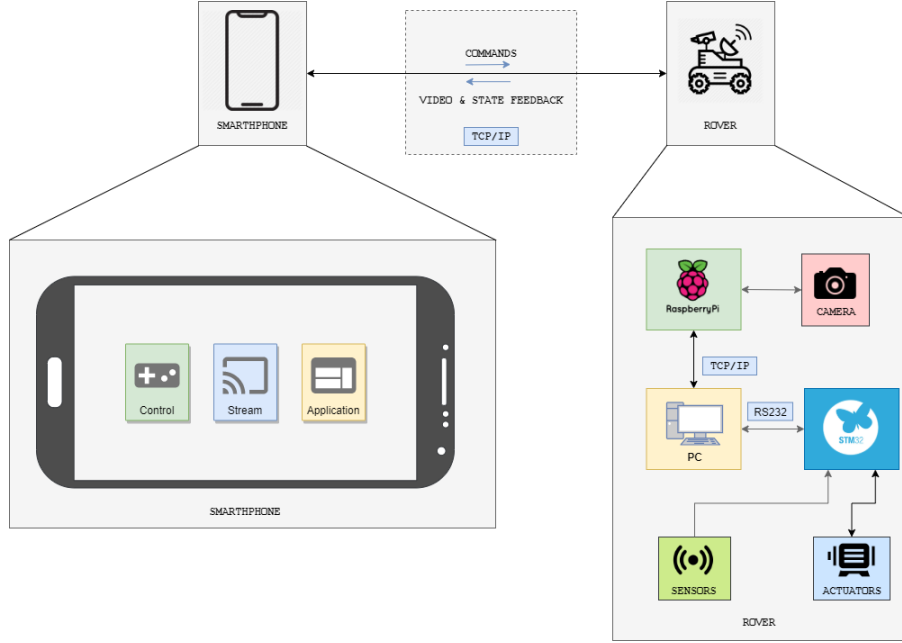 COMMANDS
VIDEO & STATE FEEDBACK
TCP/IP
SMARTHPHONE
ROVER
RaspberryPi
CAMERA
TCP/IP
Control
Stream
Application
RS232
PC
STM32
SMARTHPHONE
SENSORS
ACTUATORS
ROVER